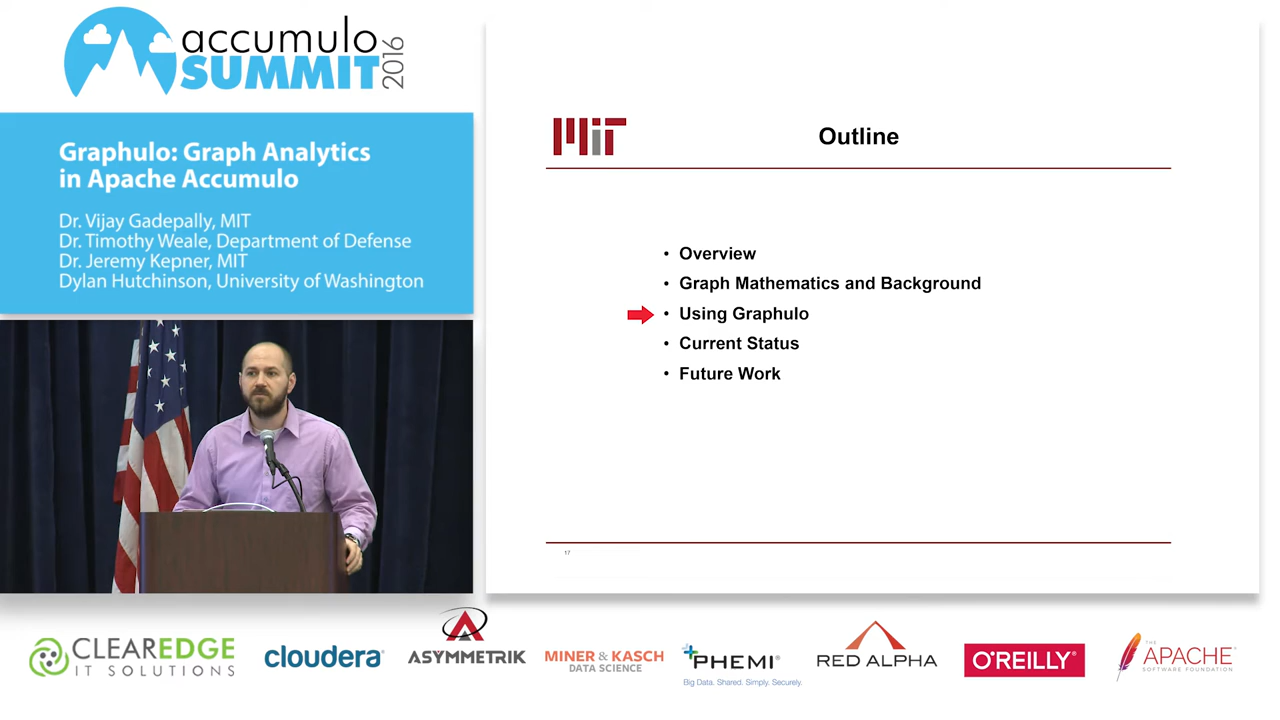 accumulo
SUMMIT
2016
Graphulo: Graph Analytics
in Apache Accumulo
Dr. Vijay Gadepally, MIT
Dr. Timothy Weale, Department of Defense
Dr. Jeremy Kepner, MIT
Dylan Hutchinson, University of Washington
MIT
Outline
• Overview
• Graph Mathematics and Background
• Using Graphulo
• Current Status
• Future Work
17
CLEAREDGE
IT SOLUTIONS
cloudera
ASYMMETRIK
MINER & KASCH
DATA SCIENCE
PHEMI
Big Data. Shared. Simply. Securely.
RED ALPHA
O'REILLY
THE
APACHE
SOFTWARE FOUNDATION